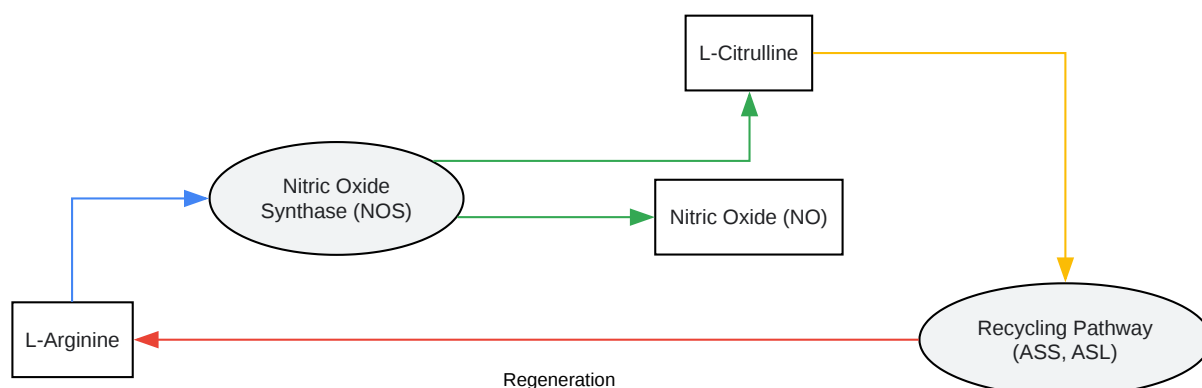 L-Citrulline
Nitric Oxide
Synthase (NOS)
Nitric Oxide (NO)
L-Arginine
Recycling Pathway
(ASS, ASL)
Regeneration